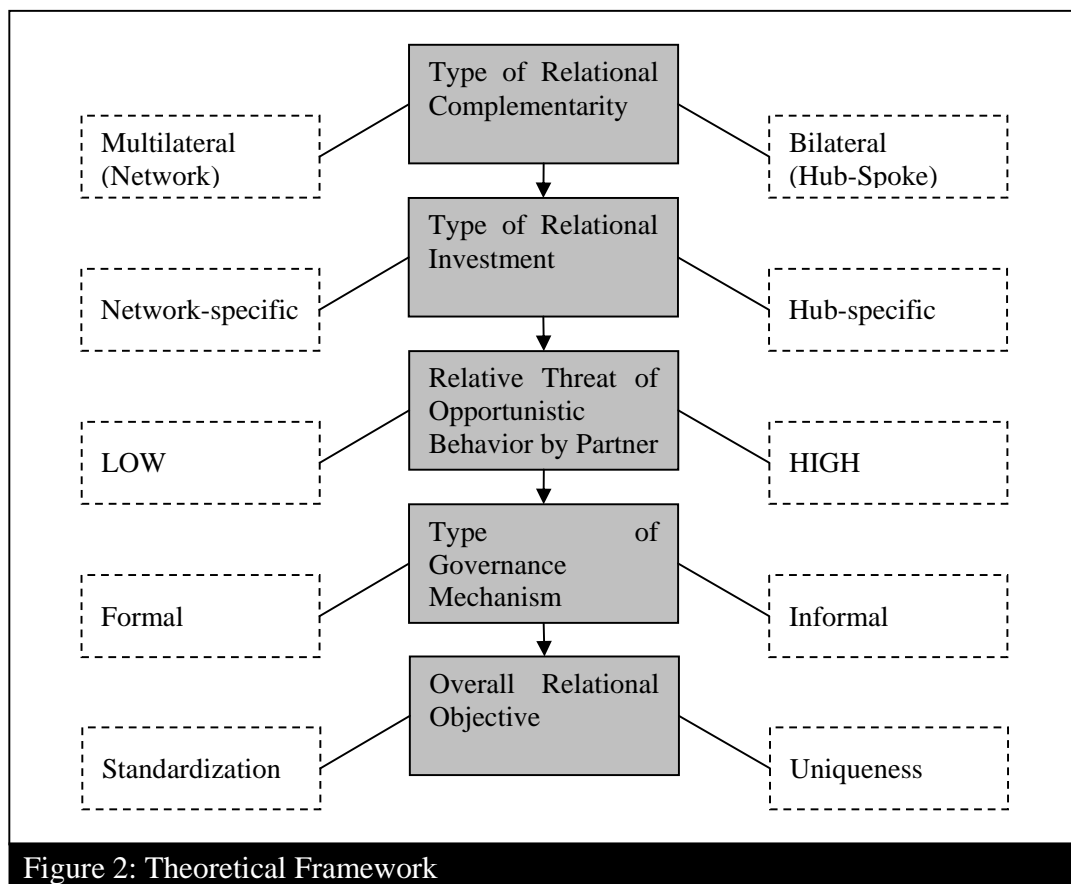 Type of Relational
Complementarity
Multilateral
(Network)
Bilateral
(Hub-Spoke)
Type of Relational
Investment
Network-specific
Hub-specific
Relative Threat of
Opportunistic
Behavior by Partner
LOW
HIGH
Type of
Governance
Mechanism
Formal
Informal
Overall Relational
Objective
Standardization
Uniqueness
Figure 2: Theoretical Framework